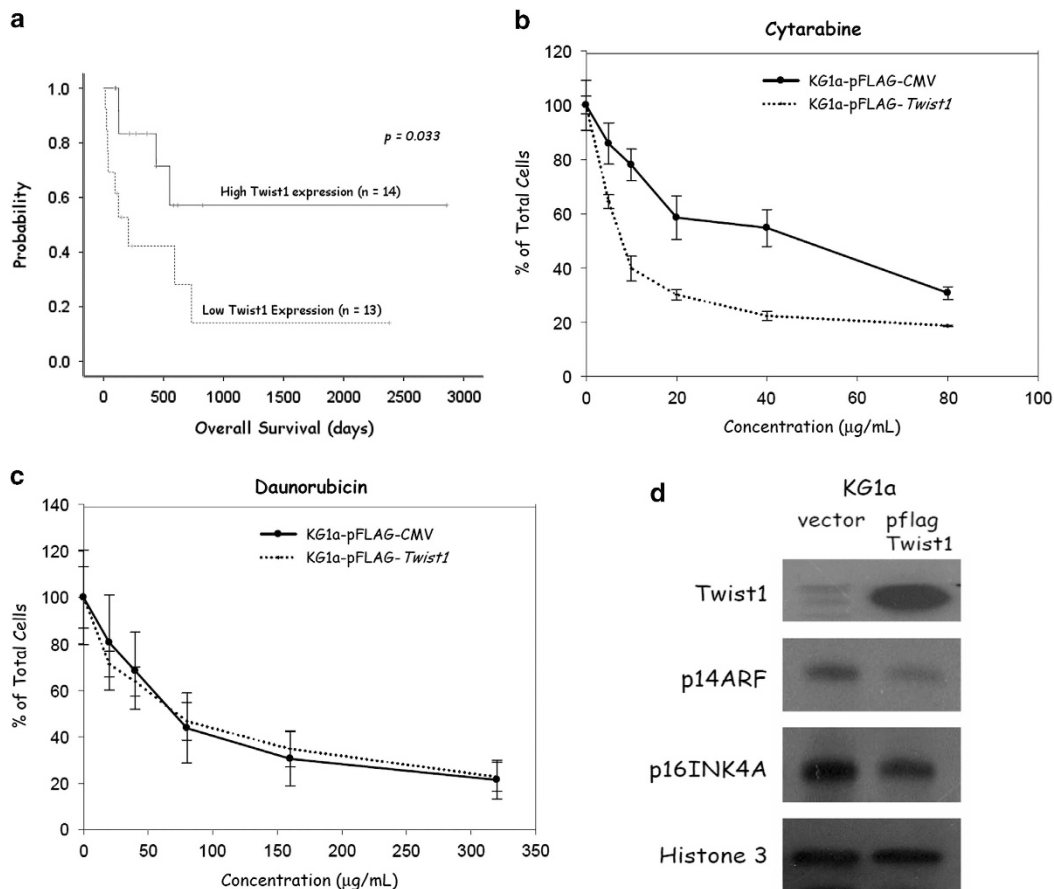 a
1.0
0.8
0.6
0.4
0.2
0.0
Probability
p = 0.033
High Twist1 expression (n = 14)
Low Twist1 Expression (n = 13)
0 500 1000 1500 2000 2500 3000
Overall Survival (days)
b
Cytarabine
120
100
80
60
40
20
0
% of Total Cells
KG1a-pFLAG-CMV
KG1a-pFLAG-Twist1
0 20 40 60 80 100
Concentration (μg/mL)
c
Daunorubicin
140
120
100
80
60
40
20
0
% of Total Cells
KG1a-pFLAG-CMV
KG1a-pFLAG-Twist1
0 50 100 150 200 250 300 350
Concentration (μg/mL)
d
KG1a
vector pflag
Twist1
Twist1
p14ARF
p16INK4A
Histone 3